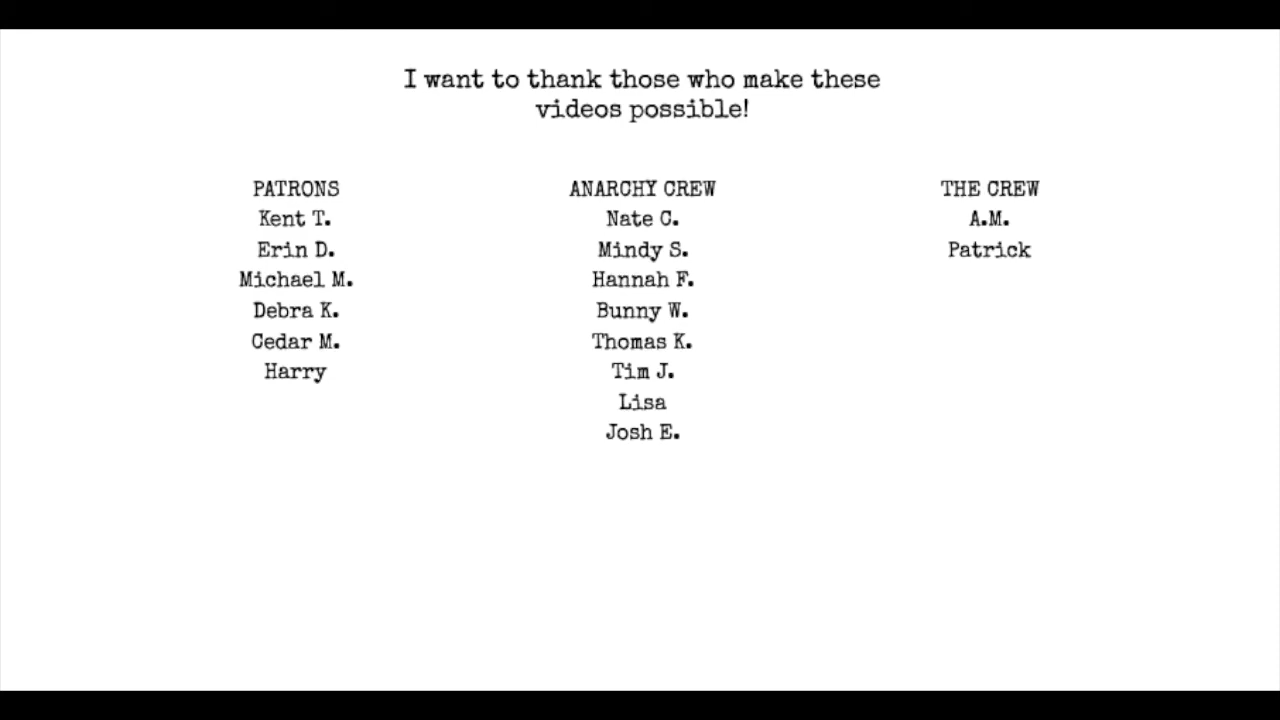 I want to thank those who make these
videos possible!
PATRONS
Kent T.
Erin D.
Michael M.
Debra K.
Cedar M.
Harry
ANARCHY CREW
Nate C.
Mindy S.
Hannah F.
Bunny W.
Thomas K.
Tim J.
Lisa
Josh E.
THE CREW
A.M.
Patrick